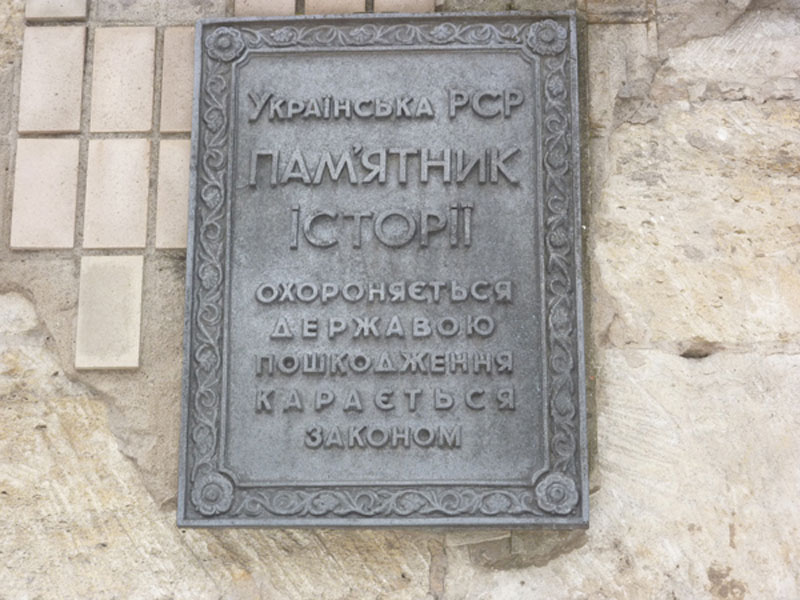 Українська РСР
ПАМ'ЯТНИК
ІСТОРІЇ
ОХОРОНЯЄТЬСЯ
ДЕРЖАВОЮ
ПОШКОДЖЕННЯ
КАРАЄТЬСЯ
ЗАКОНОМ